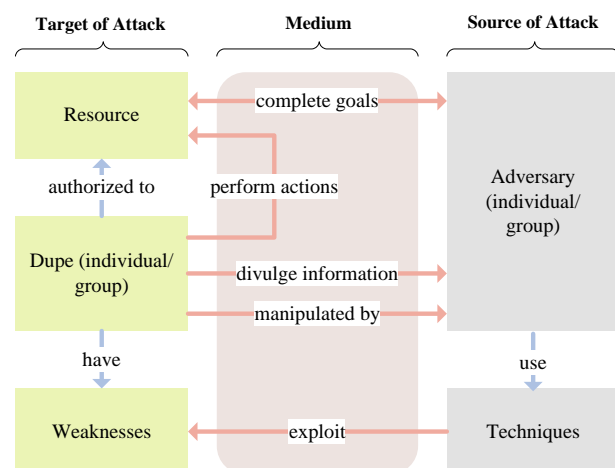 Target of Attack Medium Source of Attack
complete goals
Resource
authorized to perform actions
Adversary
(individual/
group)
Dupe (individual/
group)
divulge information
manipulated by
have use
Weaknesses exploit Techniques